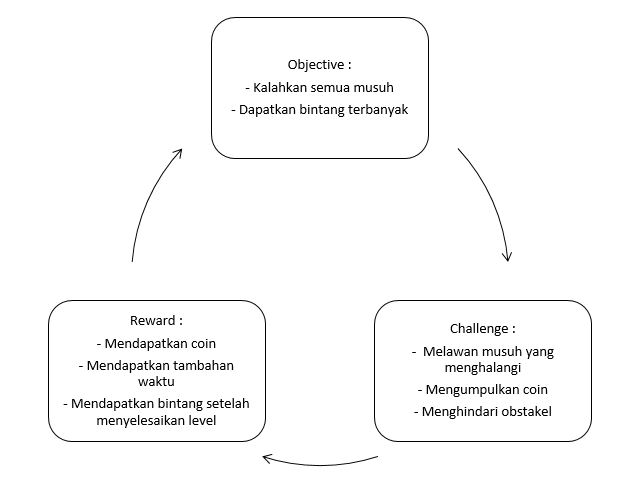 Objective :
- Kalahkan semua musuh
- Dapatkan bintang terbanyak
Reward :
- Mendapatkan coin
- Mendapatkan tambahan
waktu
- Mendapatkan bintang setelah
menyelesaikan level
Challenge :
- Melawan musuh yang
menghalangi
- Mengumpulkan coin
- Menghindari obstakel